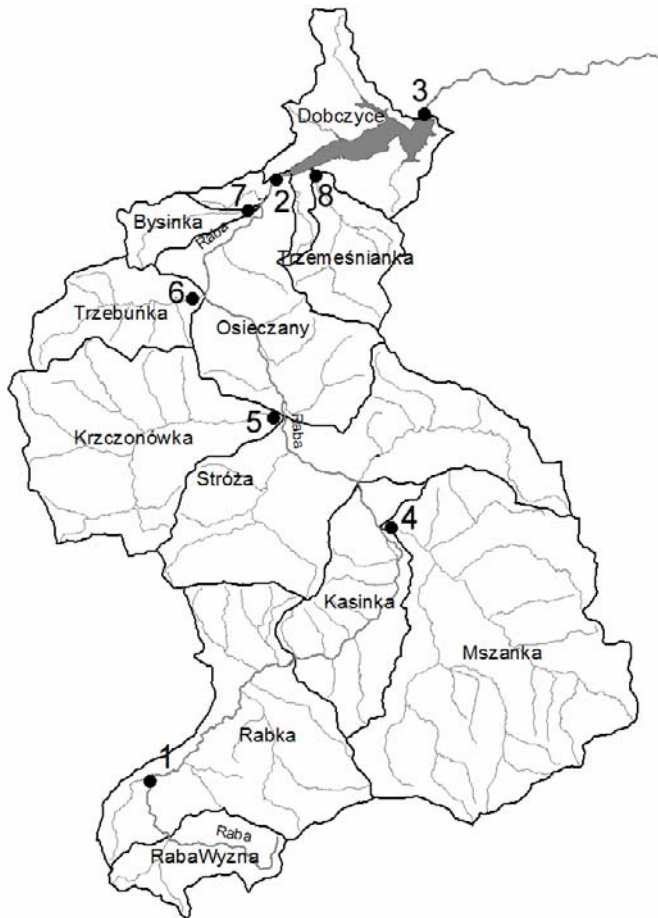 3
Dobczyce
2
8
7
Bysinka
Raba
Trzemeśnianka
6
Trzebuńka
Osieczany
5
Raba
Krzczonówka
Stróża
4
Kasinka
Mszanka
Rabka
1
Raba
RabaWyzna